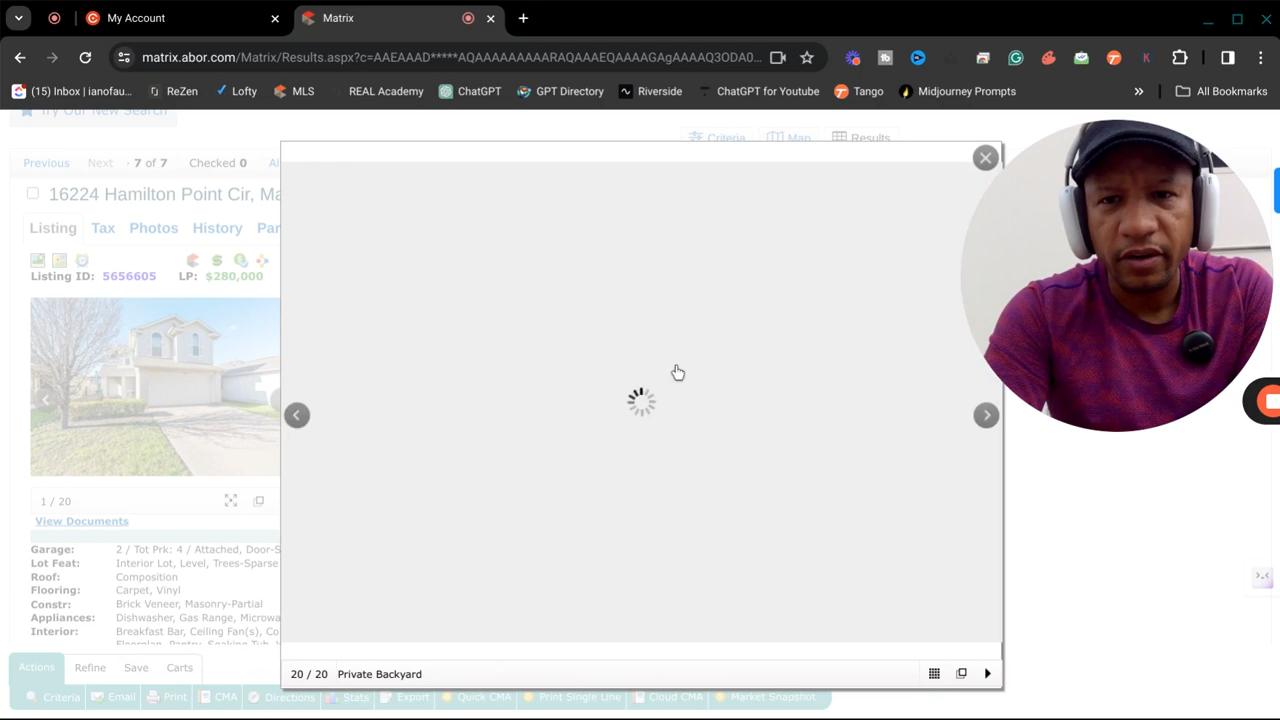 My Account
Matrix
matrix.abor.com/Matrix/Results.aspx?c=AAEAAAD*****AQAAAAAAAAARAQAAAEQAAAAGAgAAAAQ3ODA0...
(15) Inbox | ianofau...
ReZen
Lofty
MLS
REAL Academy
ChatGPT
GPT Directory
Riverside
ChatGPT for Youtube
Tango
Midjourney Prompts
All Bookmarks
Try Our New Search
Criteria
Map
Results
Previous Next · 7 of 7 Checked 0
16224 Hamilton Point Cir, Ma
Listing Tax Photos History Par
Listing ID: 5656605 LP: $280,000
1 / 20
View Documents
Garage: 2 / Tot Prk: 4 / Attached, Door-S
Lot Feat: Interior Lot, Level, Trees-Sparse
Roof: Composition
Flooring: Carpet, Vinyl
Constr: Brick Veneer, Masonry-Partial
Appliances: Dishwasher, Gas Range, Microwa
Interior: Breakfast Bar, Ceiling Fan(s), Co
20 / 20 Private Backyard
Actions Refine Save Carts
Criteria Email Print CMA Directions Stats Export Quick CMA Print Single Line Cloud CMA Market Snapshot